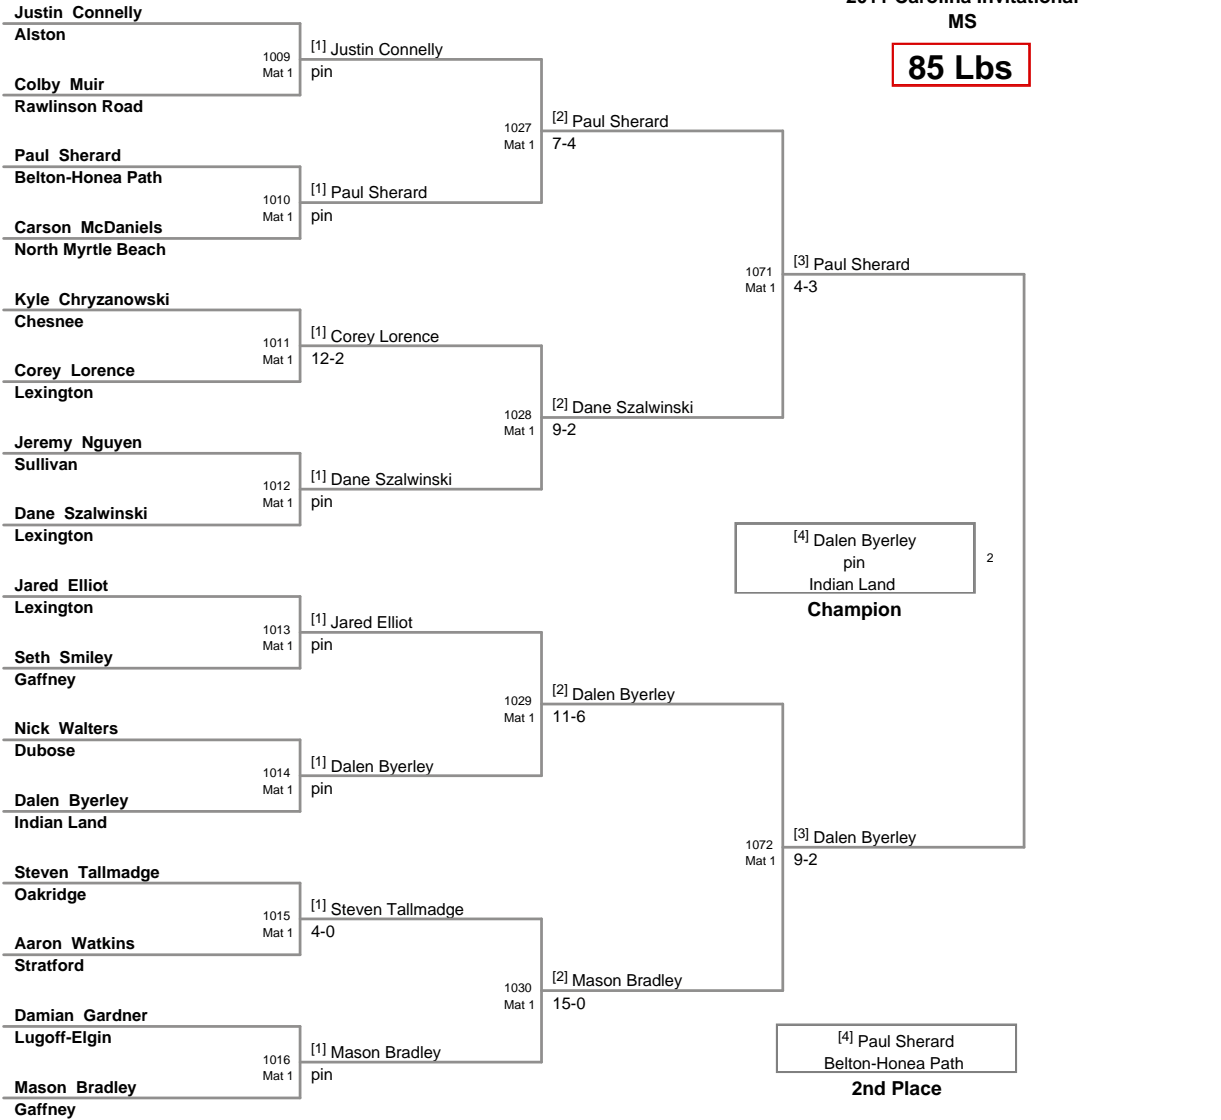 2011 Carolina Invitational
MS
85 Lbs
Justin Connelly
Alston
1009
Mat 1
[1] Justin Connelly
pin
Colby Muir
Rawlinson Road
1027
Mat 1
[2] Paul Sherard
7-4
Paul Sherard
Belton-Honea Path
1010
Mat 1
[1] Paul Sherard
pin
Carson McDaniels
North Myrtle Beach
1071
Mat 1
[3] Paul Sherard
4-3
Kyle Chryzanowski
Chesnee
1011
Mat 1
[1] Corey Lorence
12-2
Corey Lorence
Lexington
1028
Mat 1
[2] Dane Szalwinski
9-2
Jeremy Nguyen
Sullivan
1012
Mat 1
[1] Dane Szalwinski
pin
Dane Szalwinski
Lexington
[4] Dalen Byerley
pin
Indian Land
2
Champion
Jared Elliot
Lexington
1013
Mat 1
[1] Jared Elliot
pin
Seth Smiley
Gaffney
1029
Mat 1
[2] Dalen Byerley
11-6
Nick Walters
Dubose
1014
Mat 1
[1] Dalen Byerley
pin
Dalen Byerley
Indian Land
1072
Mat 1
[3] Dalen Byerley
9-2
Steven Tallmadge
Oakridge
1015
Mat 1
[1] Steven Tallmadge
4-0
Aaron Watkins
Stratford
1030
Mat 1
[2] Mason Bradley
15-0
Damian Gardner
Lugoff-Elgin
1016
Mat 1
[1] Mason Bradley
pin
Mason Bradley
Gaffney
[4] Paul Sherard
Belton-Honea Path
2nd Place